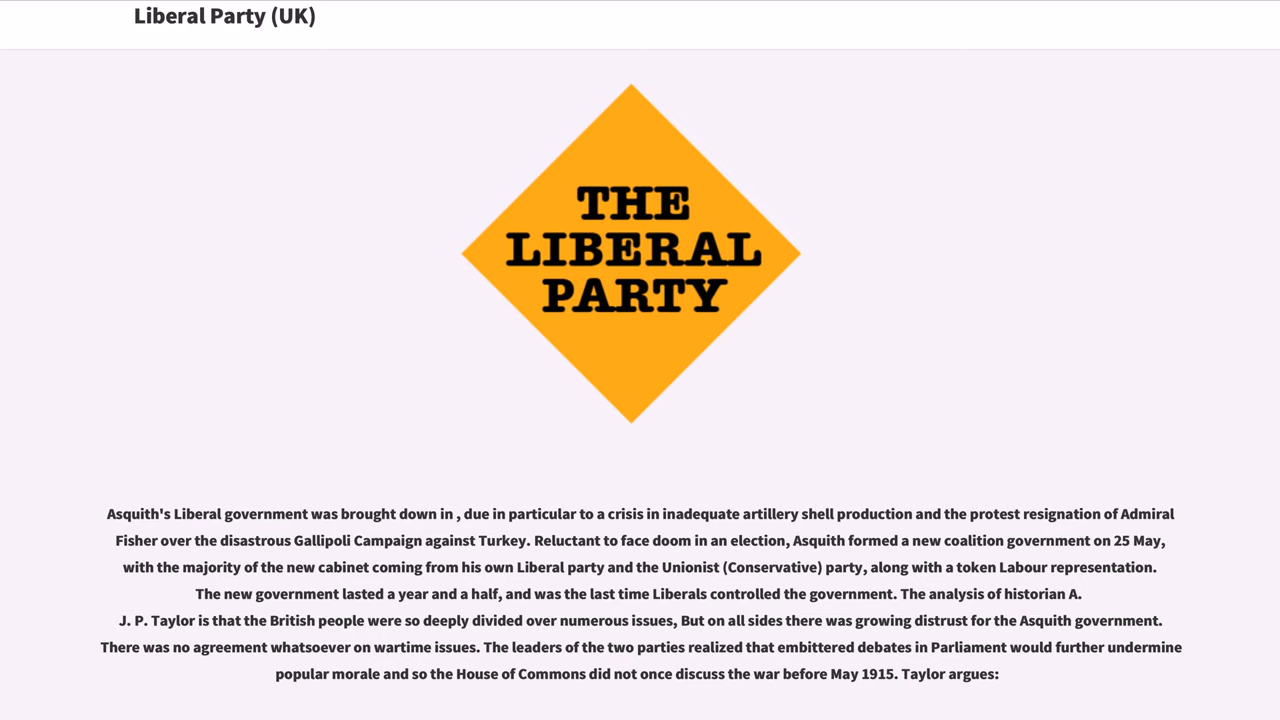 Liberal Party (UK)
THE
LIBERAL
PARTY
Asquith's Liberal government was brought down in , due in particular to a crisis in inadequate artillery shell production and the protest resignation of Admiral
Fisher over the disastrous Gallipoli Campaign against Turkey. Reluctant to face doom in an election, Asquith formed a new coalition government on 25 May,
with the majority of the new cabinet coming from his own Liberal party and the Unionist (Conservative) party, along with a token Labour representation.
The new government lasted a year and a half, and was the last time Liberals controlled the government. The analysis of historian A.
J. P. Taylor is that the British people were so deeply divided over numerous issues, But on all sides there was growing distrust for the Asquith government.
There was no agreement whatsoever on wartime issues. The leaders of the two parties realized that embittered debates in Parliament would further undermine
popular morale and so the House of Commons did not once discuss the war before May 1915. Taylor argues: